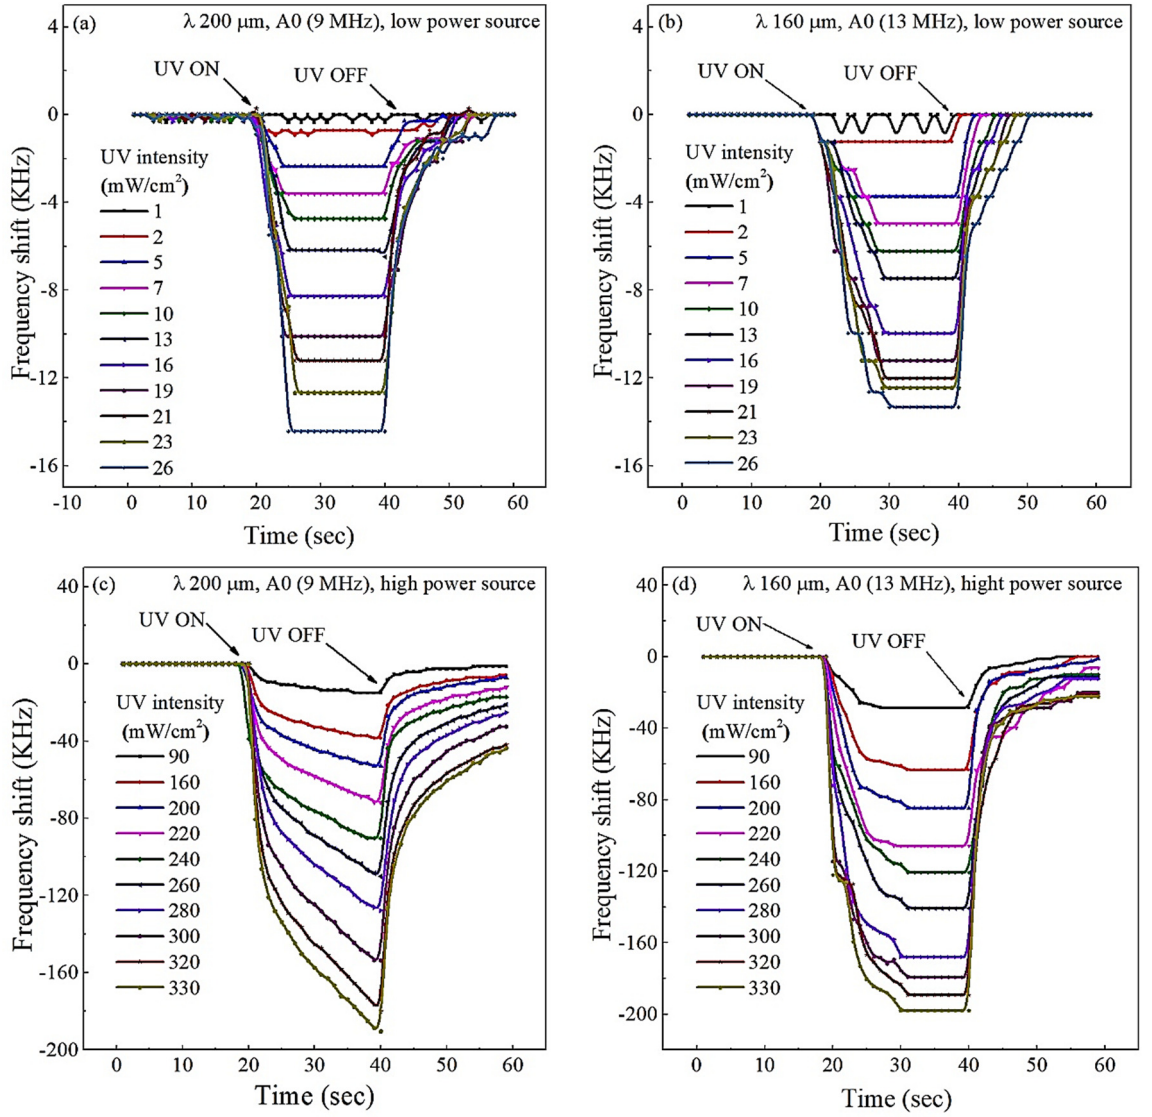 (a) λ 200 μm, A0 (9 MHz), low power source
4
0
-4
-8
-12
-16
Frequency shift (KHz)
UV ON
UV OFF
UV intensity
(mW/cm²)
1
2
5
7
10
13
16
19
21
23
26
-10 0 10 20 30 40 50 60
Time (sec)
(b) λ 160 μm, A0 (13 MHz), low power source
4
0
-4
-8
-12
-16
Frequency shift (KHz)
UV ON
UV OFF
UV intensity
(mW/cm²)
1
2
5
7
10
13
16
19
21
23
26
0 10 20 30 40 50 60
Time (sec)
(c) λ 200 μm, A0 (9 MHz), high power source
40
0
-40
-80
-120
-160
-200
Frequency shift (KHz)
UV ON
UV OFF
UV intensity
(mW/cm²)
90
160
200
220
240
260
280
300
320
330
0 10 20 30 40 50 60
Time (sec)
(d) λ 160 μm, A0 (13 MHz), hight power source
40
0
-40
-80
-120
-160
-200
Frequency shift (KHz)
UV ON
UV OFF
UV intensity
(mW/cm²)
90
160
200
220
240
260
280
300
320
330
0 10 20 30 40 50 60
Time (sec)